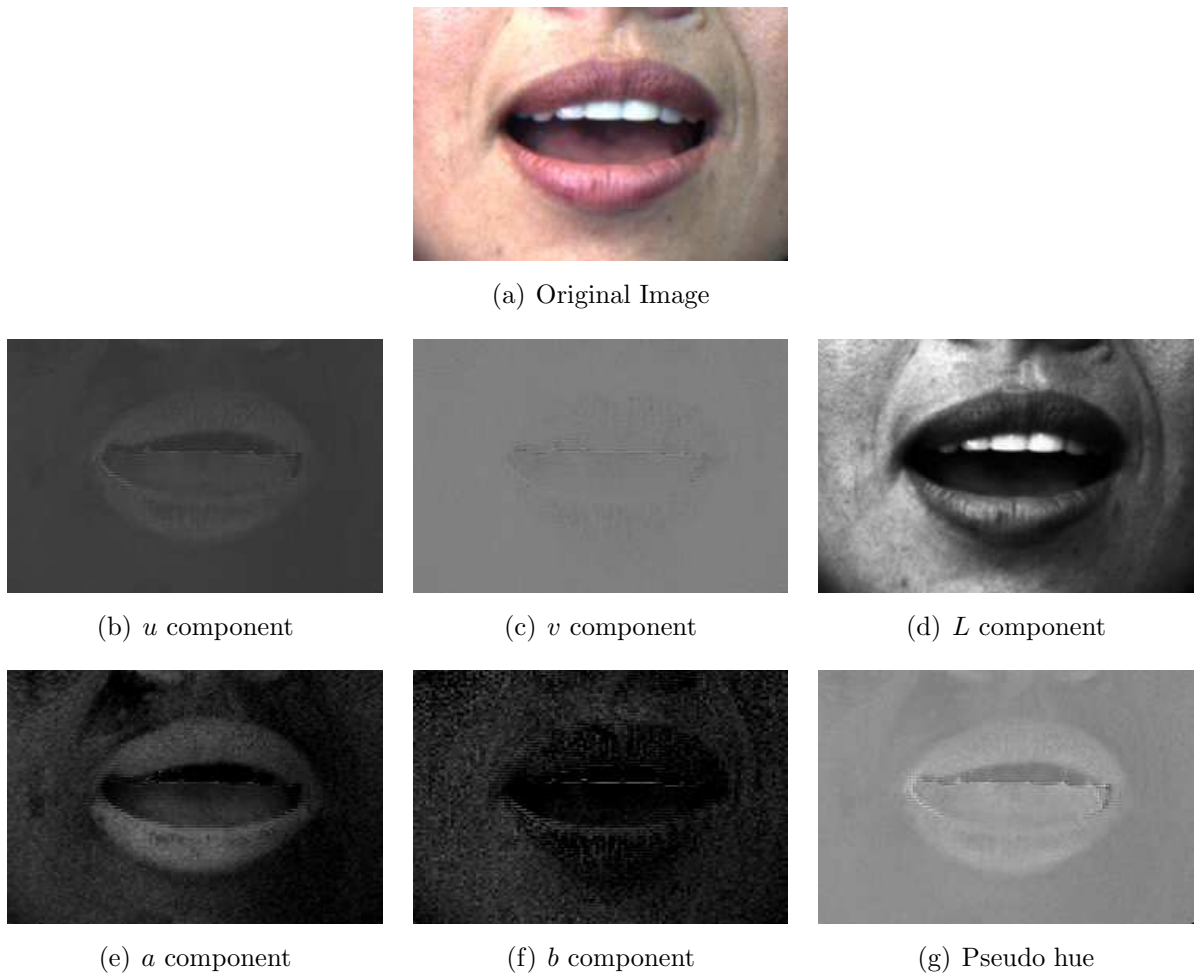 (a) Original Image
(b) u component
(c) v component
(d) L component
(e) a component
(f) b component
(g) Pseudo hue